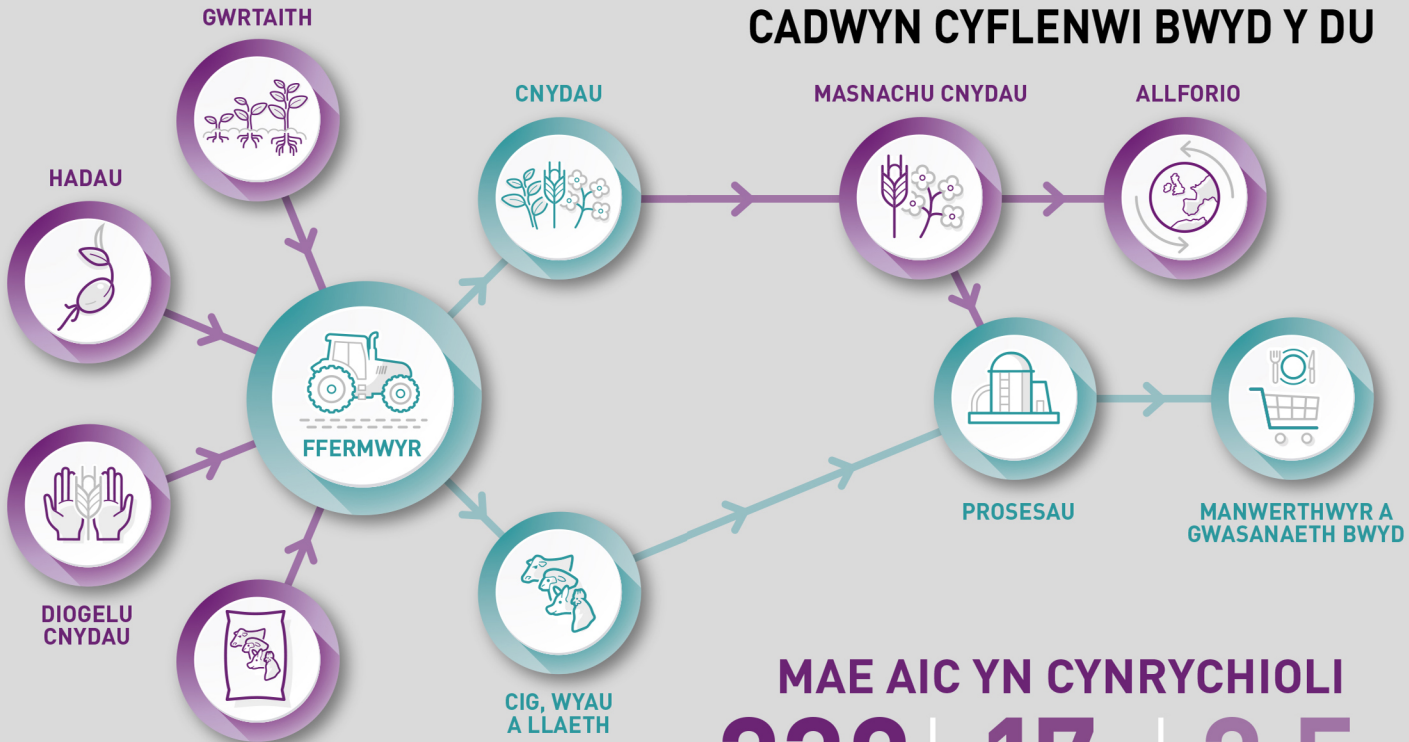 CADWYN CYFLENWI BWYD Y DU
GWRTAITH
HADAU
DIOGELU
CNYDAU
FFERMWYR
CNYDAU
CIG, WYAU
A LLAETH
MASNACHU CNYDAU
ALLFORIO
PROSESAU
MANWERTHWYR A
GWASANAETH BWYD
MAE AIC YN CYNRYCHIOLI